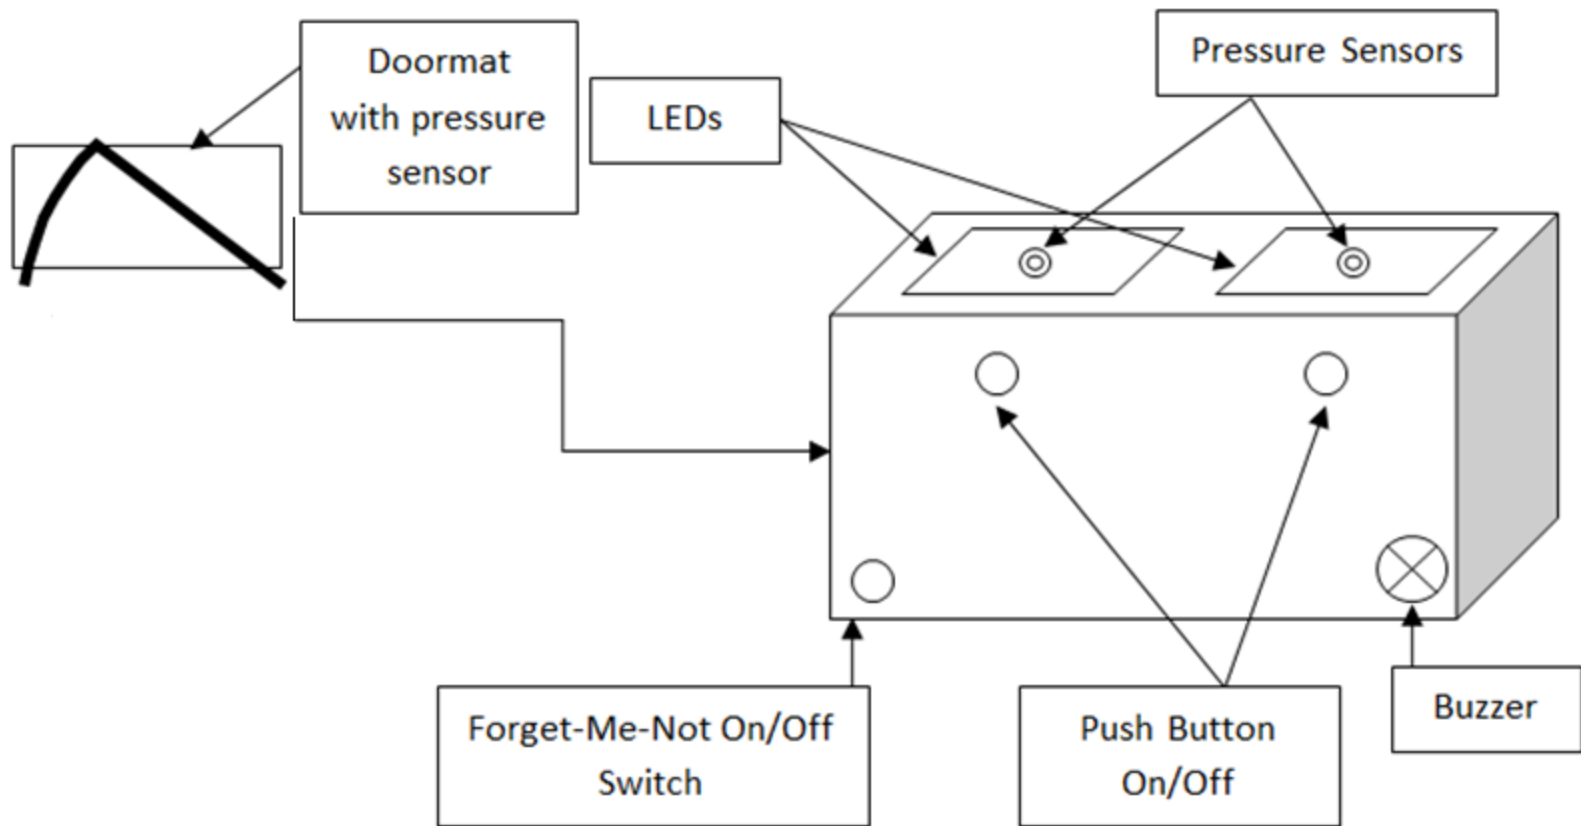 Doormat
with pressure
sensor
LEDs
Pressure Sensors
Forget-Me-Not On/Off
Switch
Push Button
On/Off
Buzzer